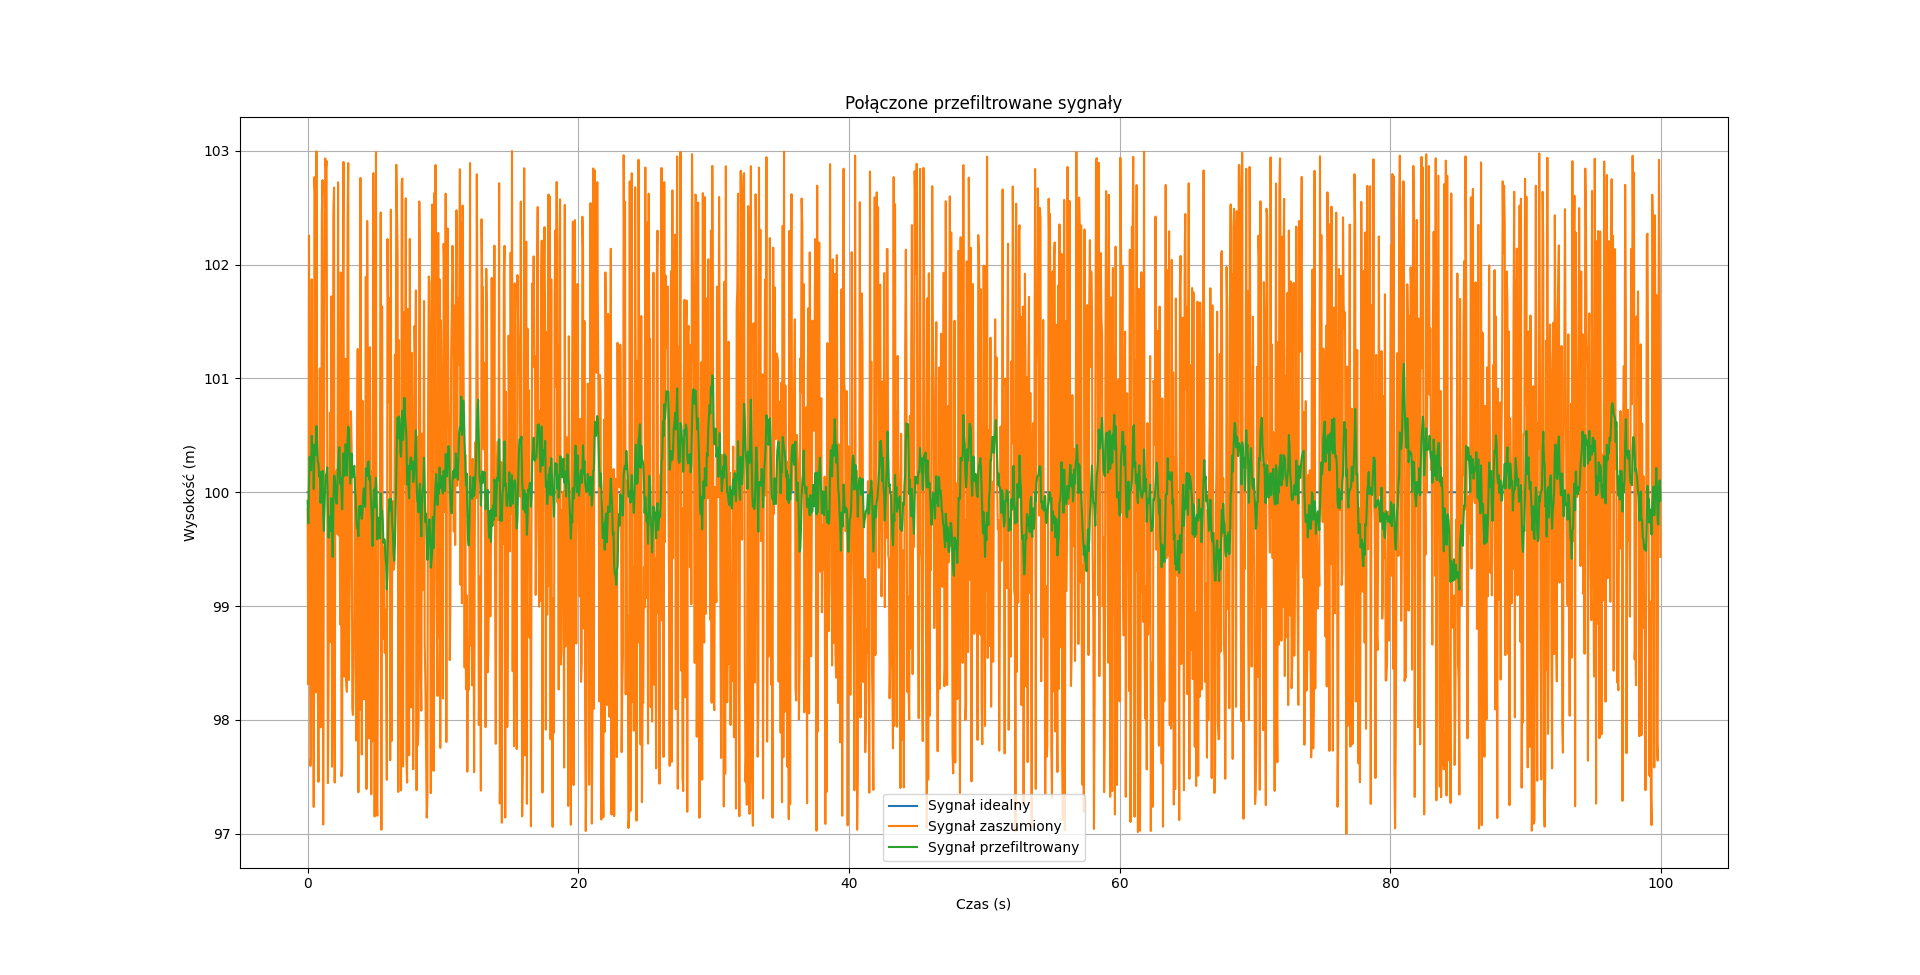 Połączone przefiltrowane sygnały
Wysokość (m)
103
102
101
100
99
98
97
Sygnał idealny
Sygnał zaszumiony
Sygnał przefiltrowany
0 20 40 60 80 100
Czas (s)